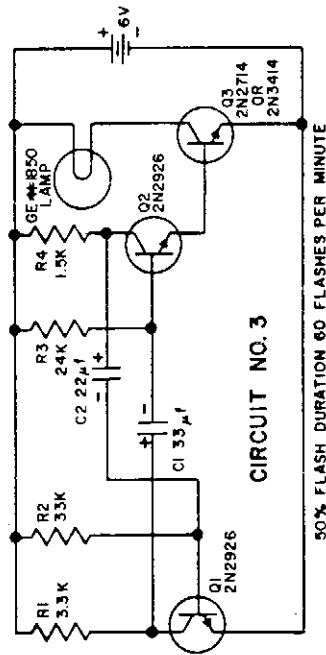 R1
3.3K
R2
33K
C2 22µf
- +
R3
24K
R4
1.5K
GE#1850
LAMP
+
6V
-
+ -
C1 33µf
Q1
2N2926
Q2
2N2926
Q3
2N2714
OR
2N3414
CIRCUIT NO. 3
50% FLASH DURATION 60 FLASHES PER MINUTE